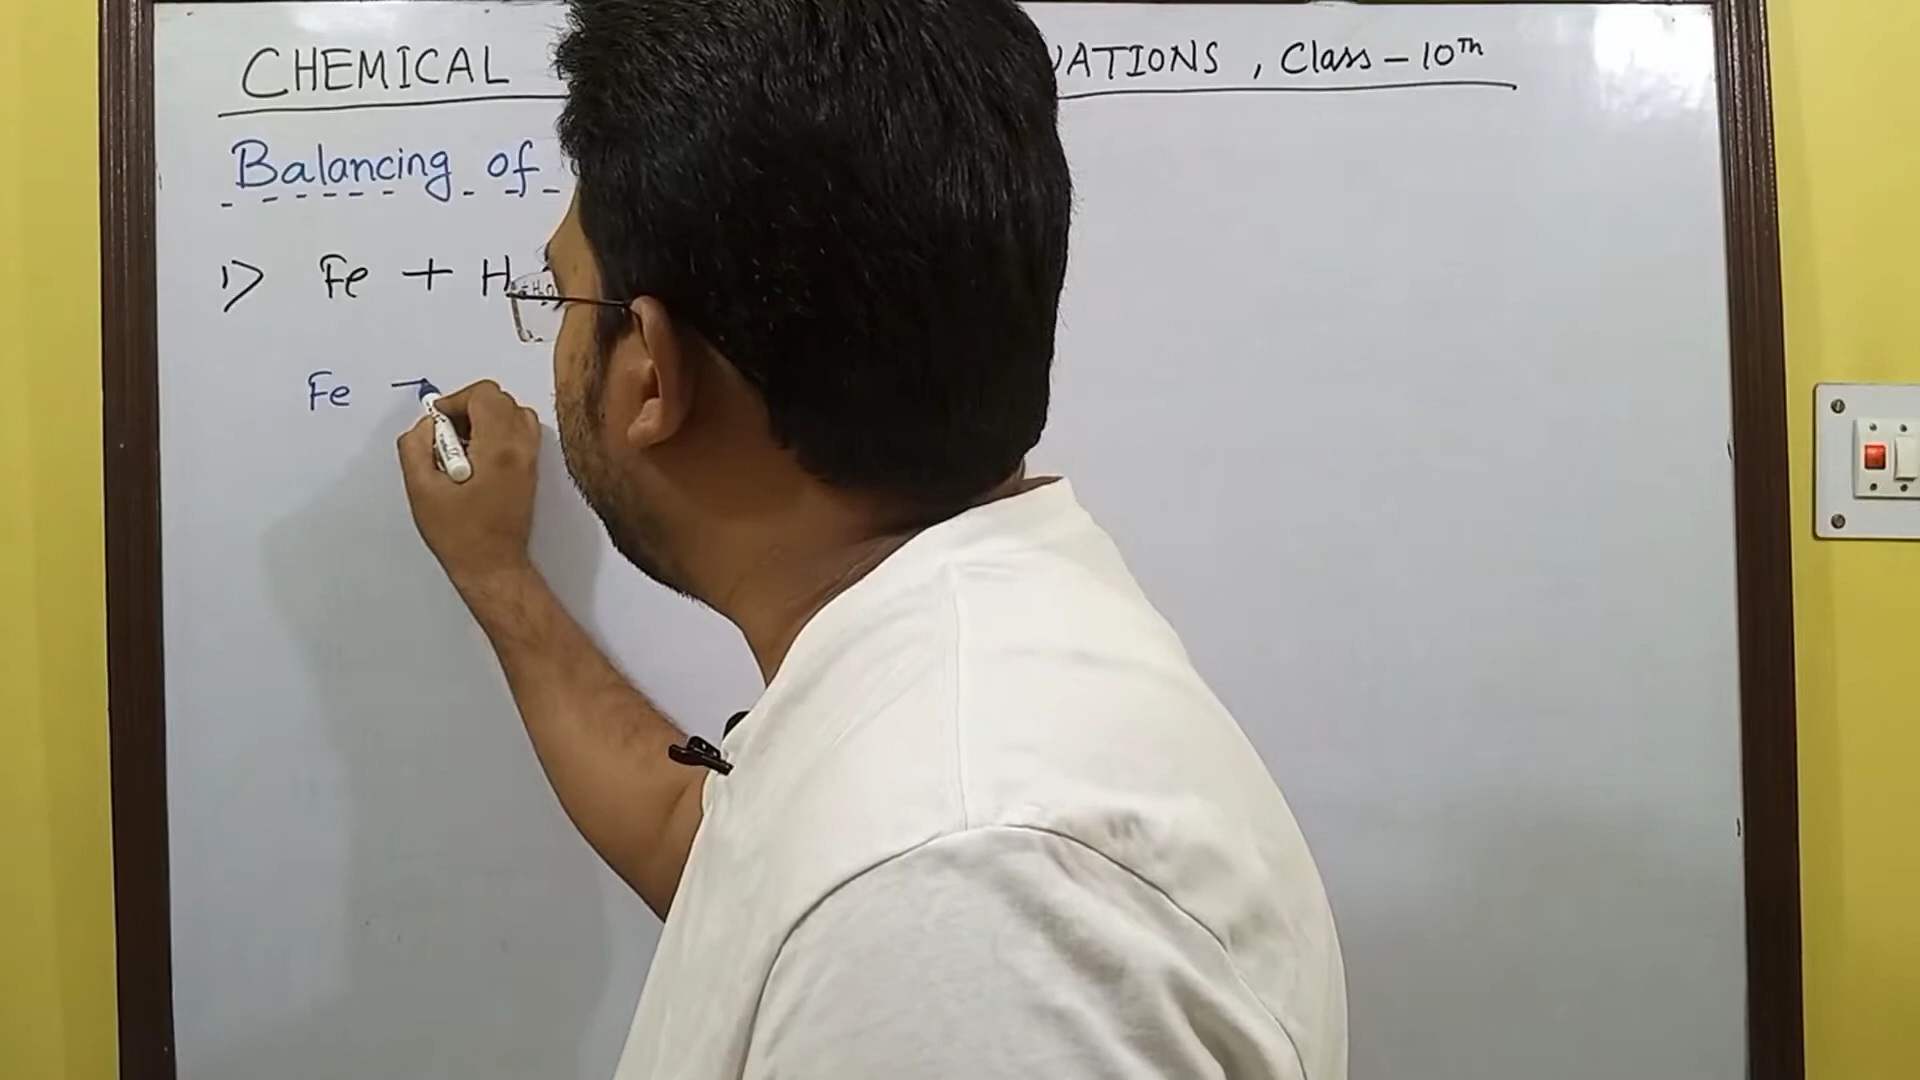 CHEMICAL UATIONS, Class - 10th
Balancing of
1) Fe + H
Fe